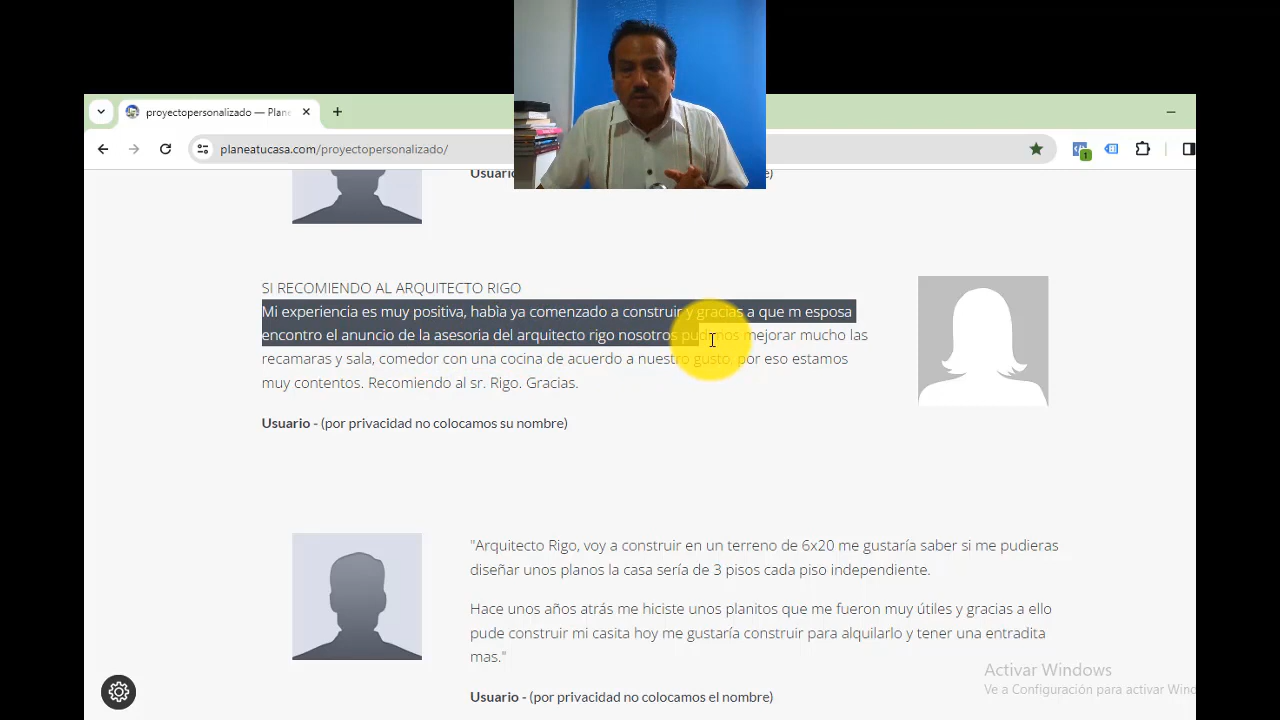 proyectopersonalizado — Plane
planeatucasa.com/proyectopersonalizado/
1
Usuario
e)
SI RECOMIENDO AL ARQUITECTO RIGO
Mi experiencia es muy positiva, habìa ya comenzado a construir y gracias a que m esposa
encontro el anuncio de la asesoria del arquitecto rigo nosotros pudimos mejorar mucho las
recamaras y sala, comedor con una cocina de acuerdo a nuestro gusto, por eso estamos
muy contentos. Recomiendo al sr. Rigo. Gracias.
Usuario - (por privacidad no colocamos su nombre)
"Arquitecto Rigo, voy a construir en un terreno de 6x20 me gustaría saber si me pudieras
diseñar unos planos la casa sería de 3 pisos cada piso independiente.
Hace unos años atrás me hiciste unos planitos que me fueron muy útiles y gracias a ello
pude construir mi casita hoy me gustaría construir para alquilarlo y tener una entradita
mas."
Usuario - (por privacidad no colocamos el nombre)
Activar Windows
Ve a Configuración para activar Wind